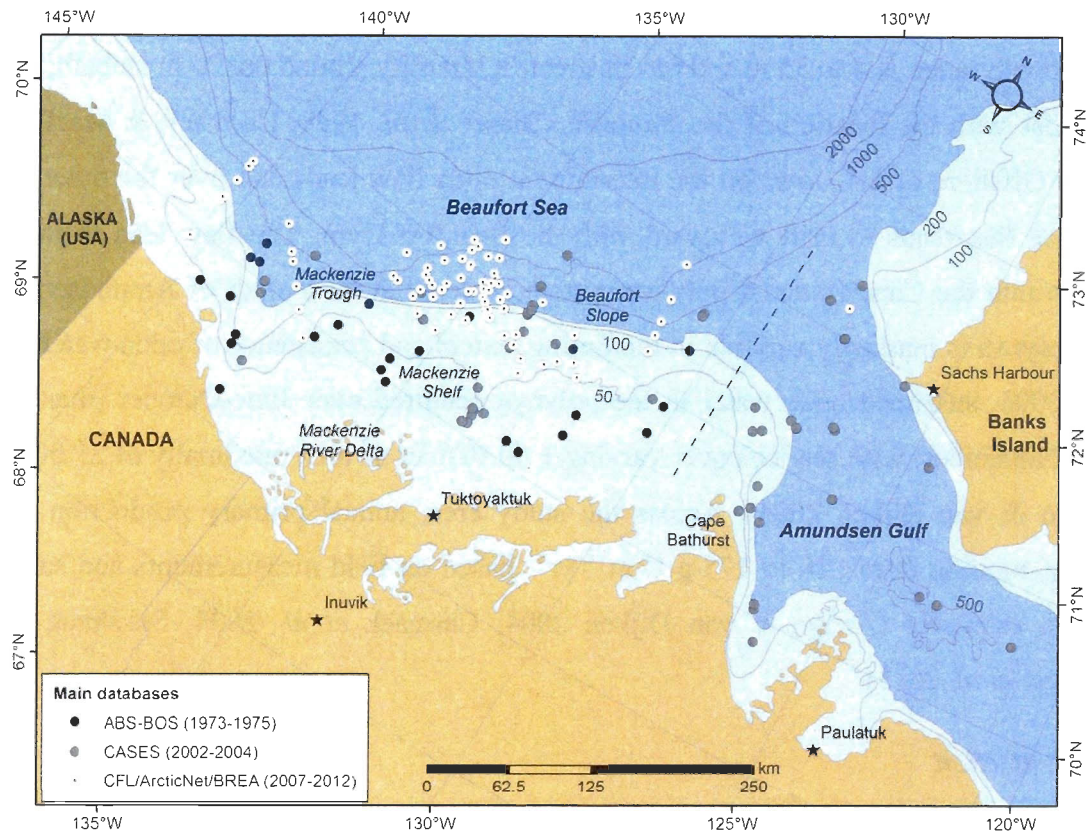 145°W 140°W 135°W 130°W
70°N
74°N
N
W
E
S
2000
1000
500
200
100
ALASKA
(USA)
Beaufort Sea
69°N
73°N
Mackenzie
Trough
Beaufort
Slope
100
Sachs Harbour
Mackenzie
Shelf
50
CANADA
Mackenzie
River Delta
Banks
Island
68°N
72°N
Tuktoyaktuk
Cape
Bathurst
Amundsen Gulf
Inuvik
500
71°N
67°N
Main databases
ABS-BOS (1973-1975)
CASES (2002-2004)
CFL/ArcticNet/BREA (2007-2012)
Paulatuk
70°N
km
0 62.5 125 250
135°W 130°W 125°W 120°W